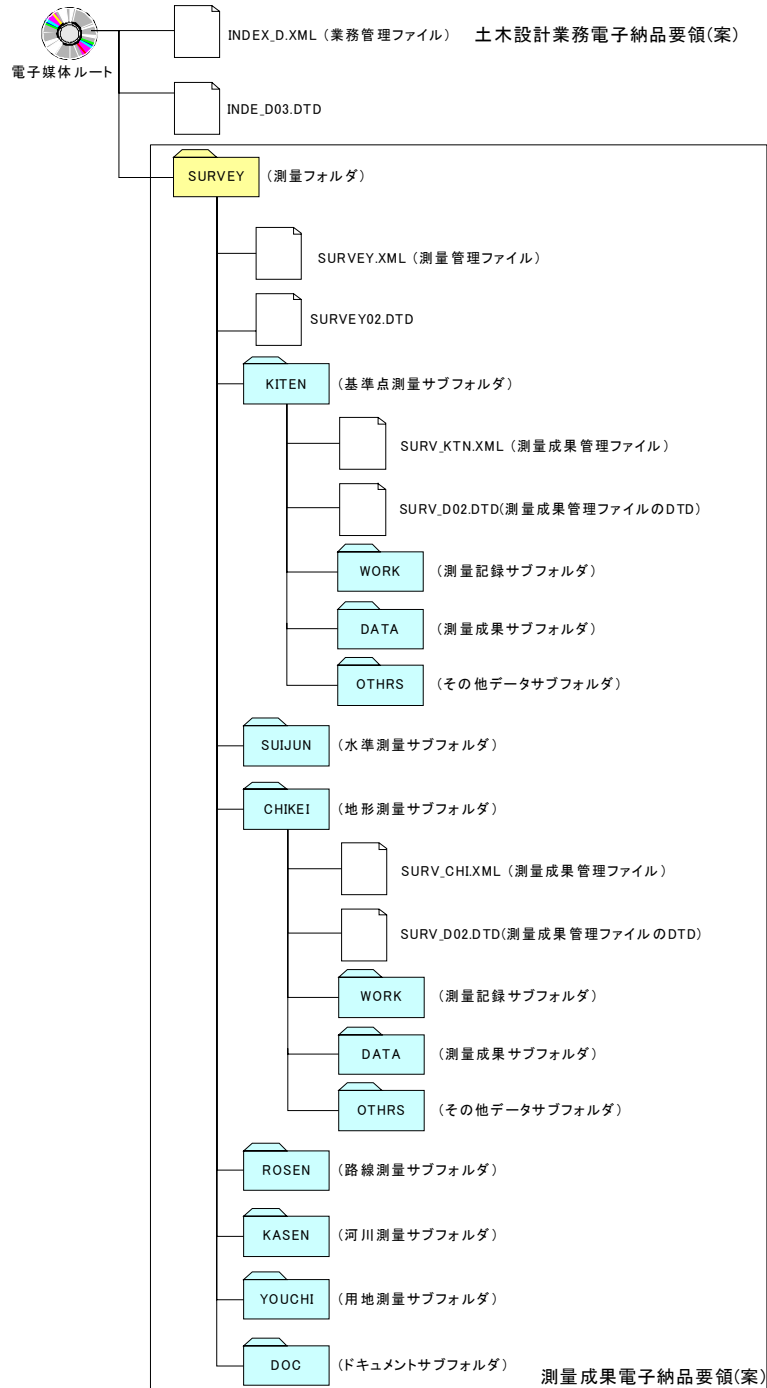 INDEX_D.XML (業務管理ファイル) 土木設計業務電子納品要領(案)
電子媒体ルート
INDE_D03.DTD
SURVEY (測量フォルダ)
SURVEY.XML (測量管理ファイル)
SURVEY02.DTD
KITEN (基準点測量サブフォルダ)
SURV_KTN.XML (測量成果管理ファイル)
SURV_D02.DTD(測量成果管理ファイルのDTD)
WORK (測量記録サブフォルダ)
DATA (測量成果サブフォルダ)
OTHRS (その他データサブフォルダ)
SUIJUN (水準測量サブフォルダ)
CHIKEI (地形測量サブフォルダ)
SURV_CHI.XML (測量成果管理ファイル)
SURV_D02.DTD(測量成果管理ファイルのDTD)
WORK (測量記録サブフォルダ)
DATA (測量成果サブフォルダ)
OTHRS (その他データサブフォルダ)
ROSEN (路線測量サブフォルダ)
KASEN (河川測量サブフォルダ)
YOUCHI (用地測量サブフォルダ)
DOC (ドキュメントサブフォルダ)
測量成果電子納品要領(案)